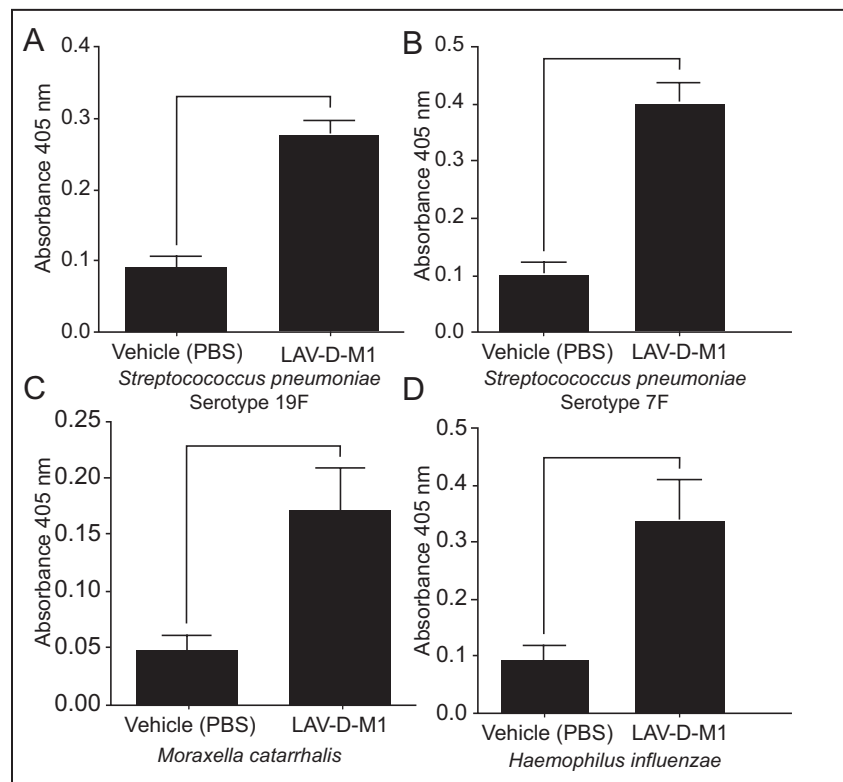 A
Absorbance 405 nm
0.4
0.3
0.2
0.1
0.0
Vehicle (PBS) LAV-D-M1
Streptocococcus pneumoniae
Serotype 19F
B
Absorbance 405 nm
0.5
0.4
0.3
0.2
0.1
0.0
Vehicle (PBS) LAV-D-M1
Streptocococcus pneumoniae
Serotype 7F
C
Absorbance 405 nm
0.25
0.20
0.15
0.10
0.05
0.00
Vehicle (PBS) LAV-D-M1
Moraxella catarrhalis
D
Absorbance 405 nm
0.5
0.4
0.3
0.2
0.1
0.0
Vehicle (PBS) LAV-D-M1
Haemophilus influenzae